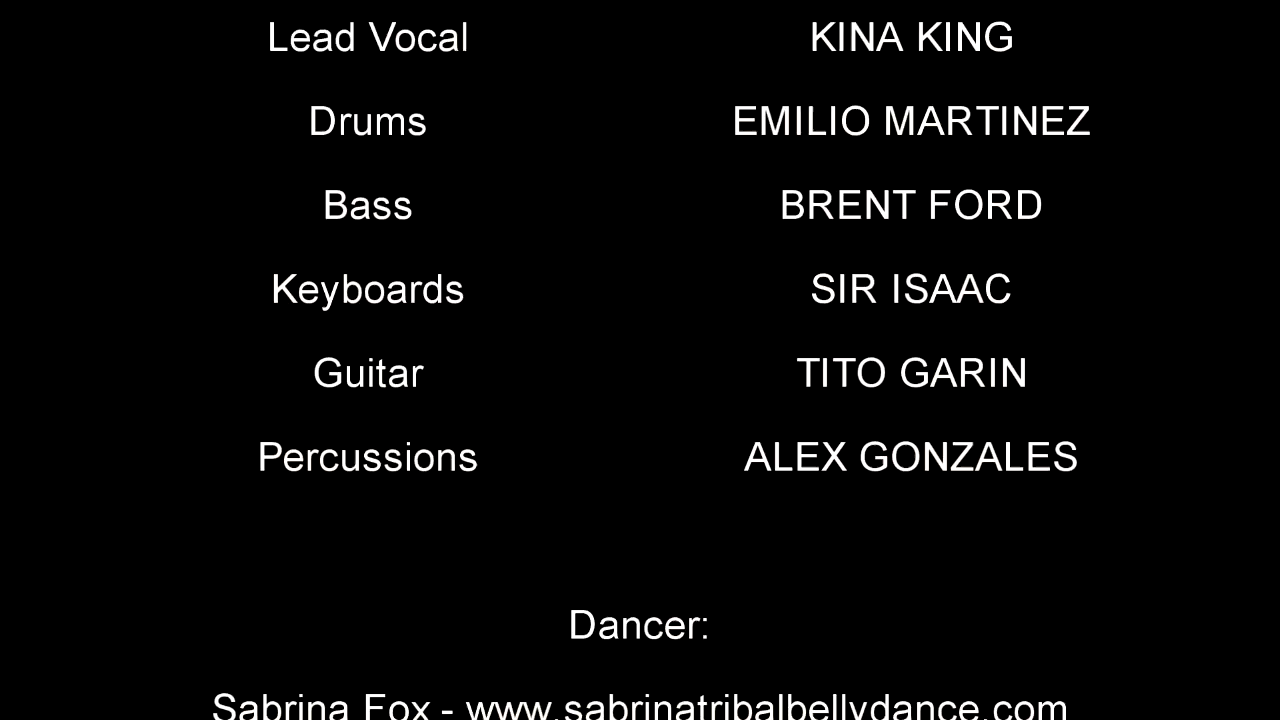 Lead Vocal KINA KING
Drums EMILIO MARTINEZ
Bass BRENT FORD
Keyboards SIR ISAAC
Guitar TITO GARIN
Percussions ALEX GONZALES
Dancer:
Sabrina Fox - www.sabrinatribalbellydance.com